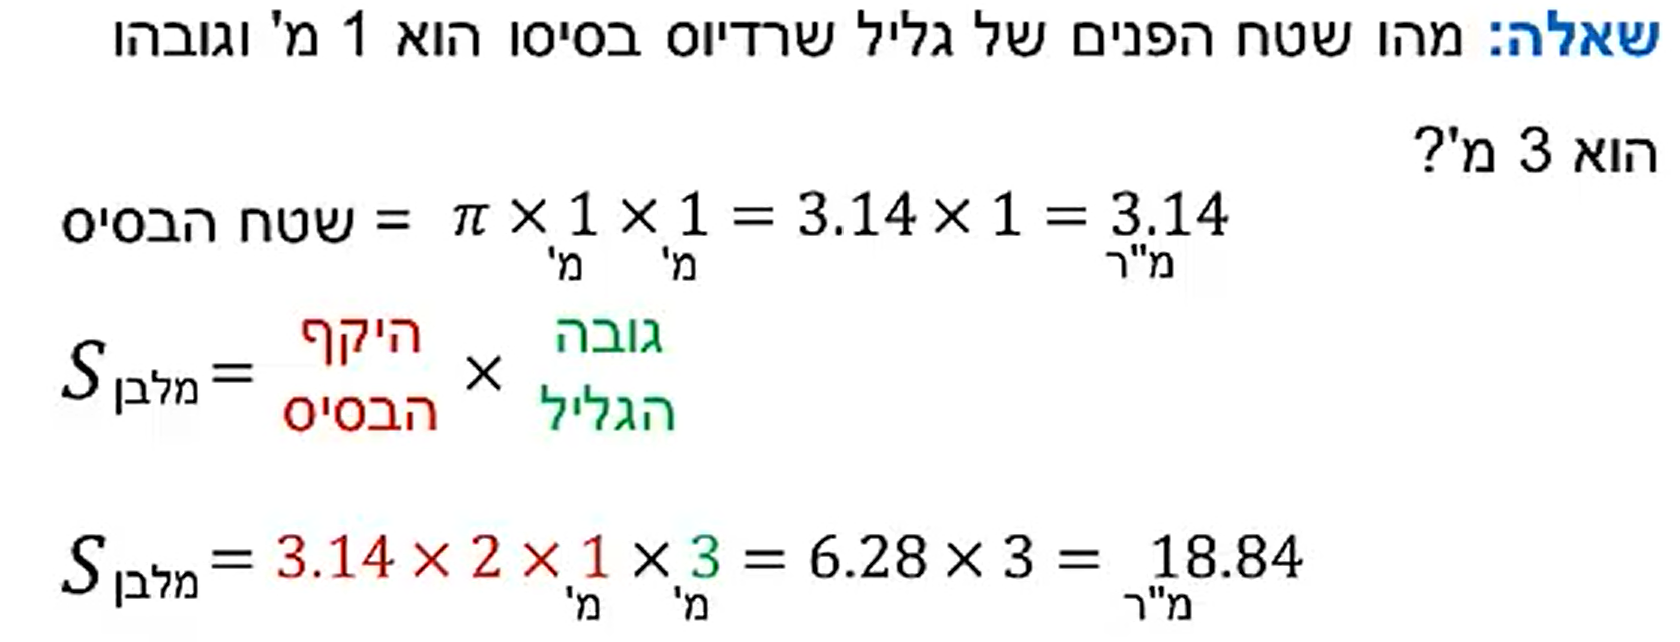 שאלה: מהו שטח הפנים של גליל שרדיוס בסיסו הוא 1 מ' וגובהו
הוא 3 מ'?
שטח הבסיס = π × 1 × 1 = 3.14 × 1 = 3.14
מ' מ' מ"ר
היקף גובה
S מלבן = ×
הבסיס הגליל
S מלבן = 3.14 × 2 × 1 × 3 = 6.28 × 3 = 18.84
מ' מ' מ"ר